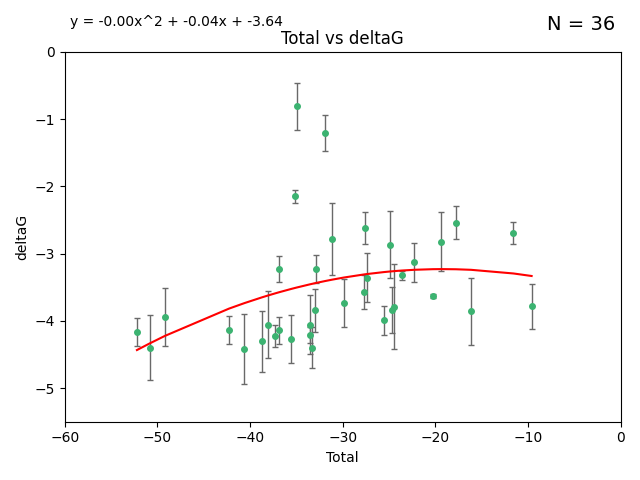 y = -0.00x^2 + -0.04x + -3.64
N = 36
Total vs deltaG
0
−1
−2
−3
−4
−5
deltaG
−60 −50 −40 −30 −20 −10 0
Total